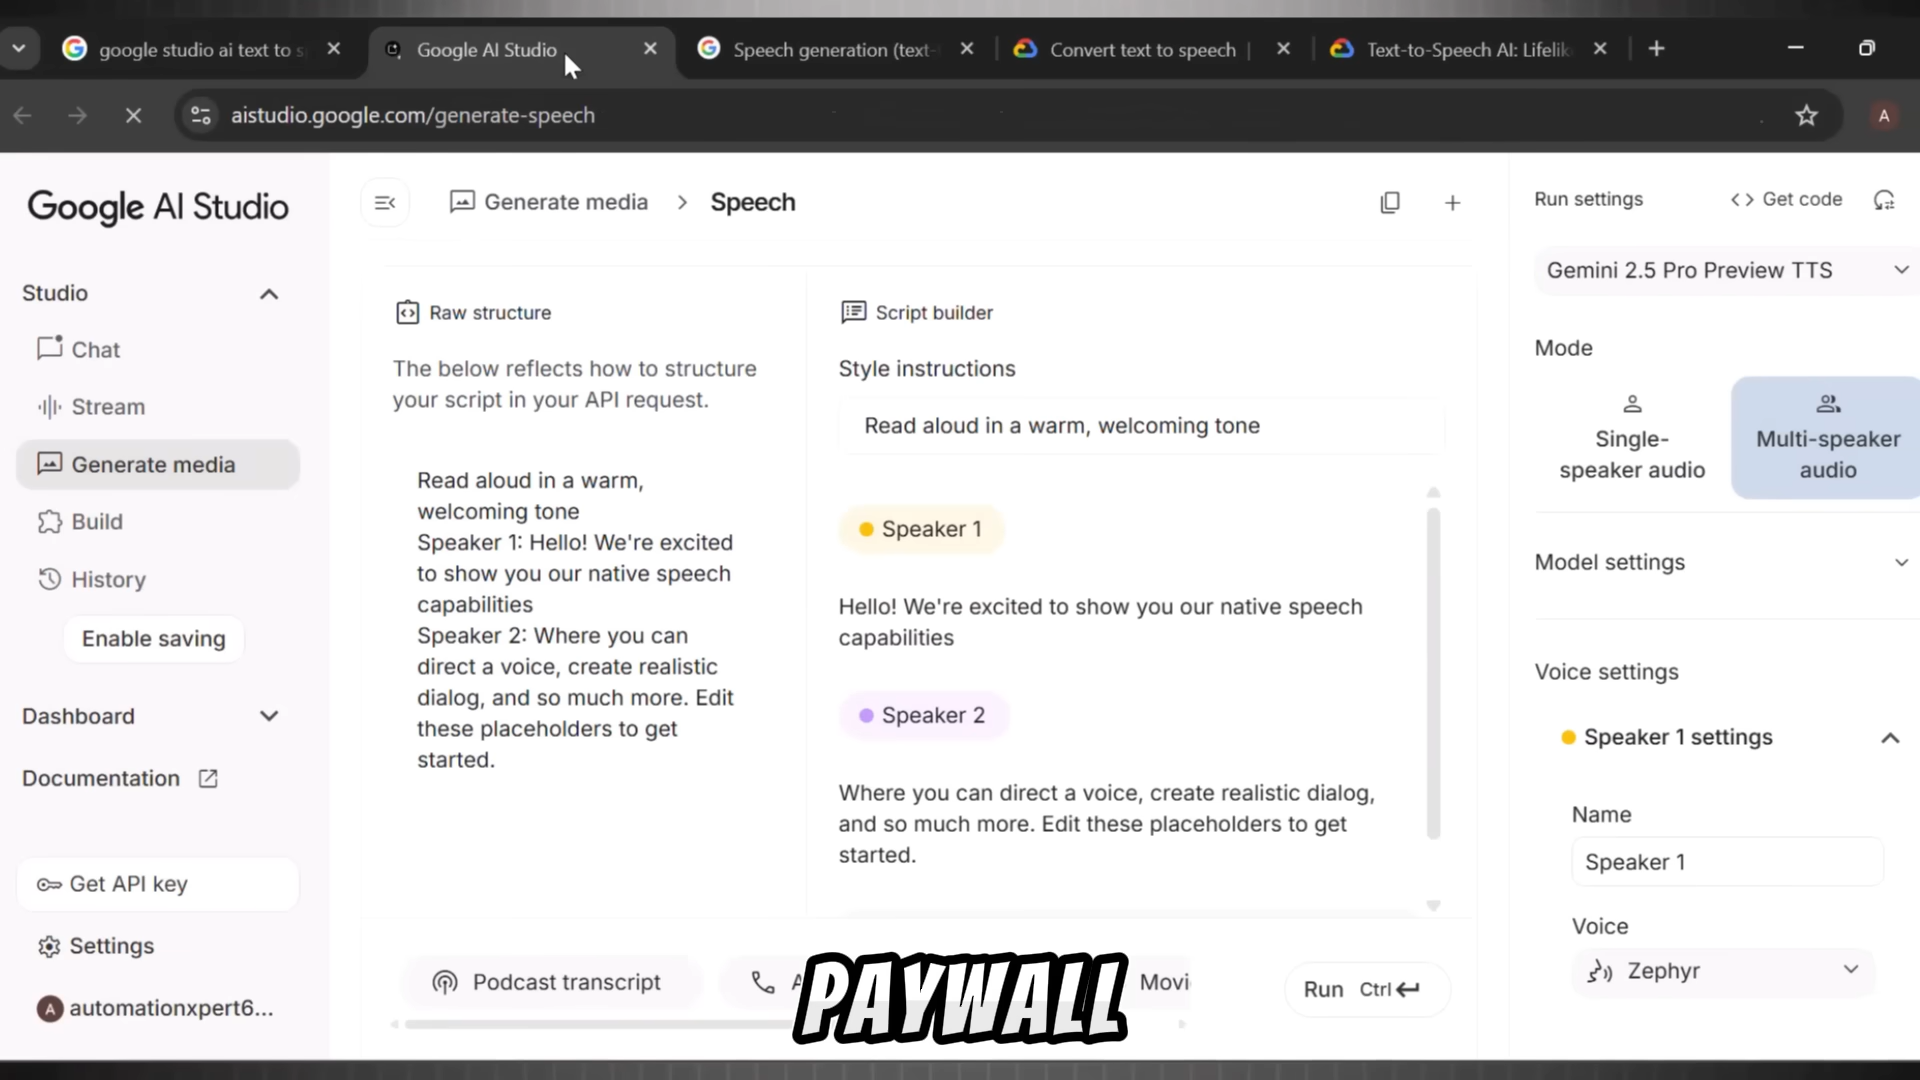 google studio ai text to s
Google AI Studio
Speech generation (text-
Convert text to speech |
Text-to-Speech AI: Lifelik
aistudio.google.com/generate-speech
A
Google AI Studio
Studio
Chat
Stream
Generate media
Build
History
Enable saving
Dashboard
Documentation
Get API key
Settings
A automationxpert6...
Generate media > Speech
Raw structure
The below reflects how to structure
your script in your API request.
Read aloud in a warm,
welcoming tone
Speaker 1: Hello! We're excited
to show you our native speech
capabilities
Speaker 2: Where you can
direct a voice, create realistic
dialog, and so much more. Edit
these placeholders to get
started.
Script builder
Style instructions
Read aloud in a warm, welcoming tone
Speaker 1
Hello! We're excited to show you our native speech
capabilities
Speaker 2
Where you can direct a voice, create realistic dialog,
and so much more. Edit these placeholders to get
started.
Podcast transcript
Movi
Run Ctrl
PAYWALL
Run settings
Get code
Gemini 2.5 Pro Preview TTS
Mode
Single-
speaker audio
Multi-speaker
audio
Model settings
Voice settings
Speaker 1 settings
Name
Speaker 1
Voice
Zephyr